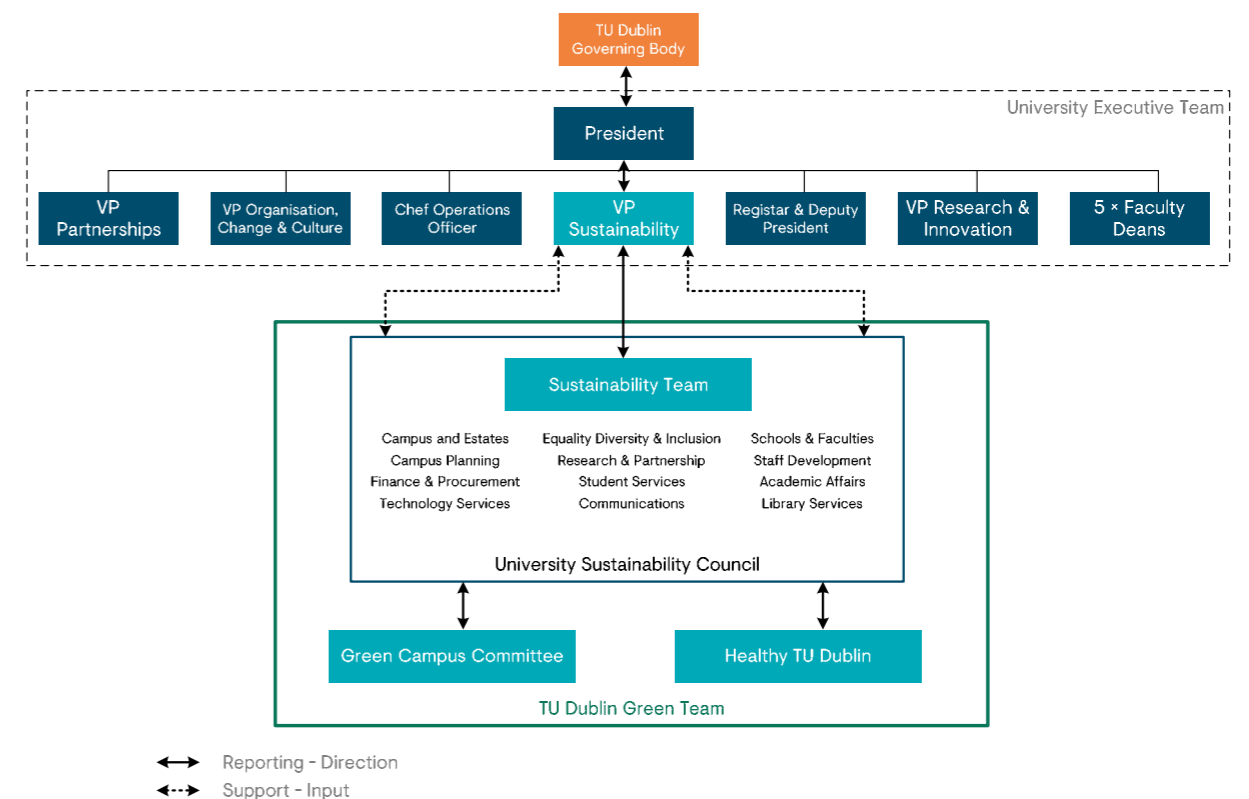 TU Dublin
Governing Body
University Executive Team
President
VP
Partnerships
VP Organisation,
Change & Culture
Chef Operations
Officer
VP
Sustainability
Registar & Deputy
President
VP Research &
Innovation
5 × Faculty
Deans
Sustainability Team
Campus and Estates
Campus Planning
Finance & Procurement
Technology Services
Equality Diversity & Inclusion
Research & Partnership
Student Services
Communications
Schools & Faculties
Staff Development
Academic Affairs
Library Services
University Sustainability Council
Green Campus Committee
Healthy TU Dublin
TU Dublin Green Team
Reporting - Direction
Support - Input